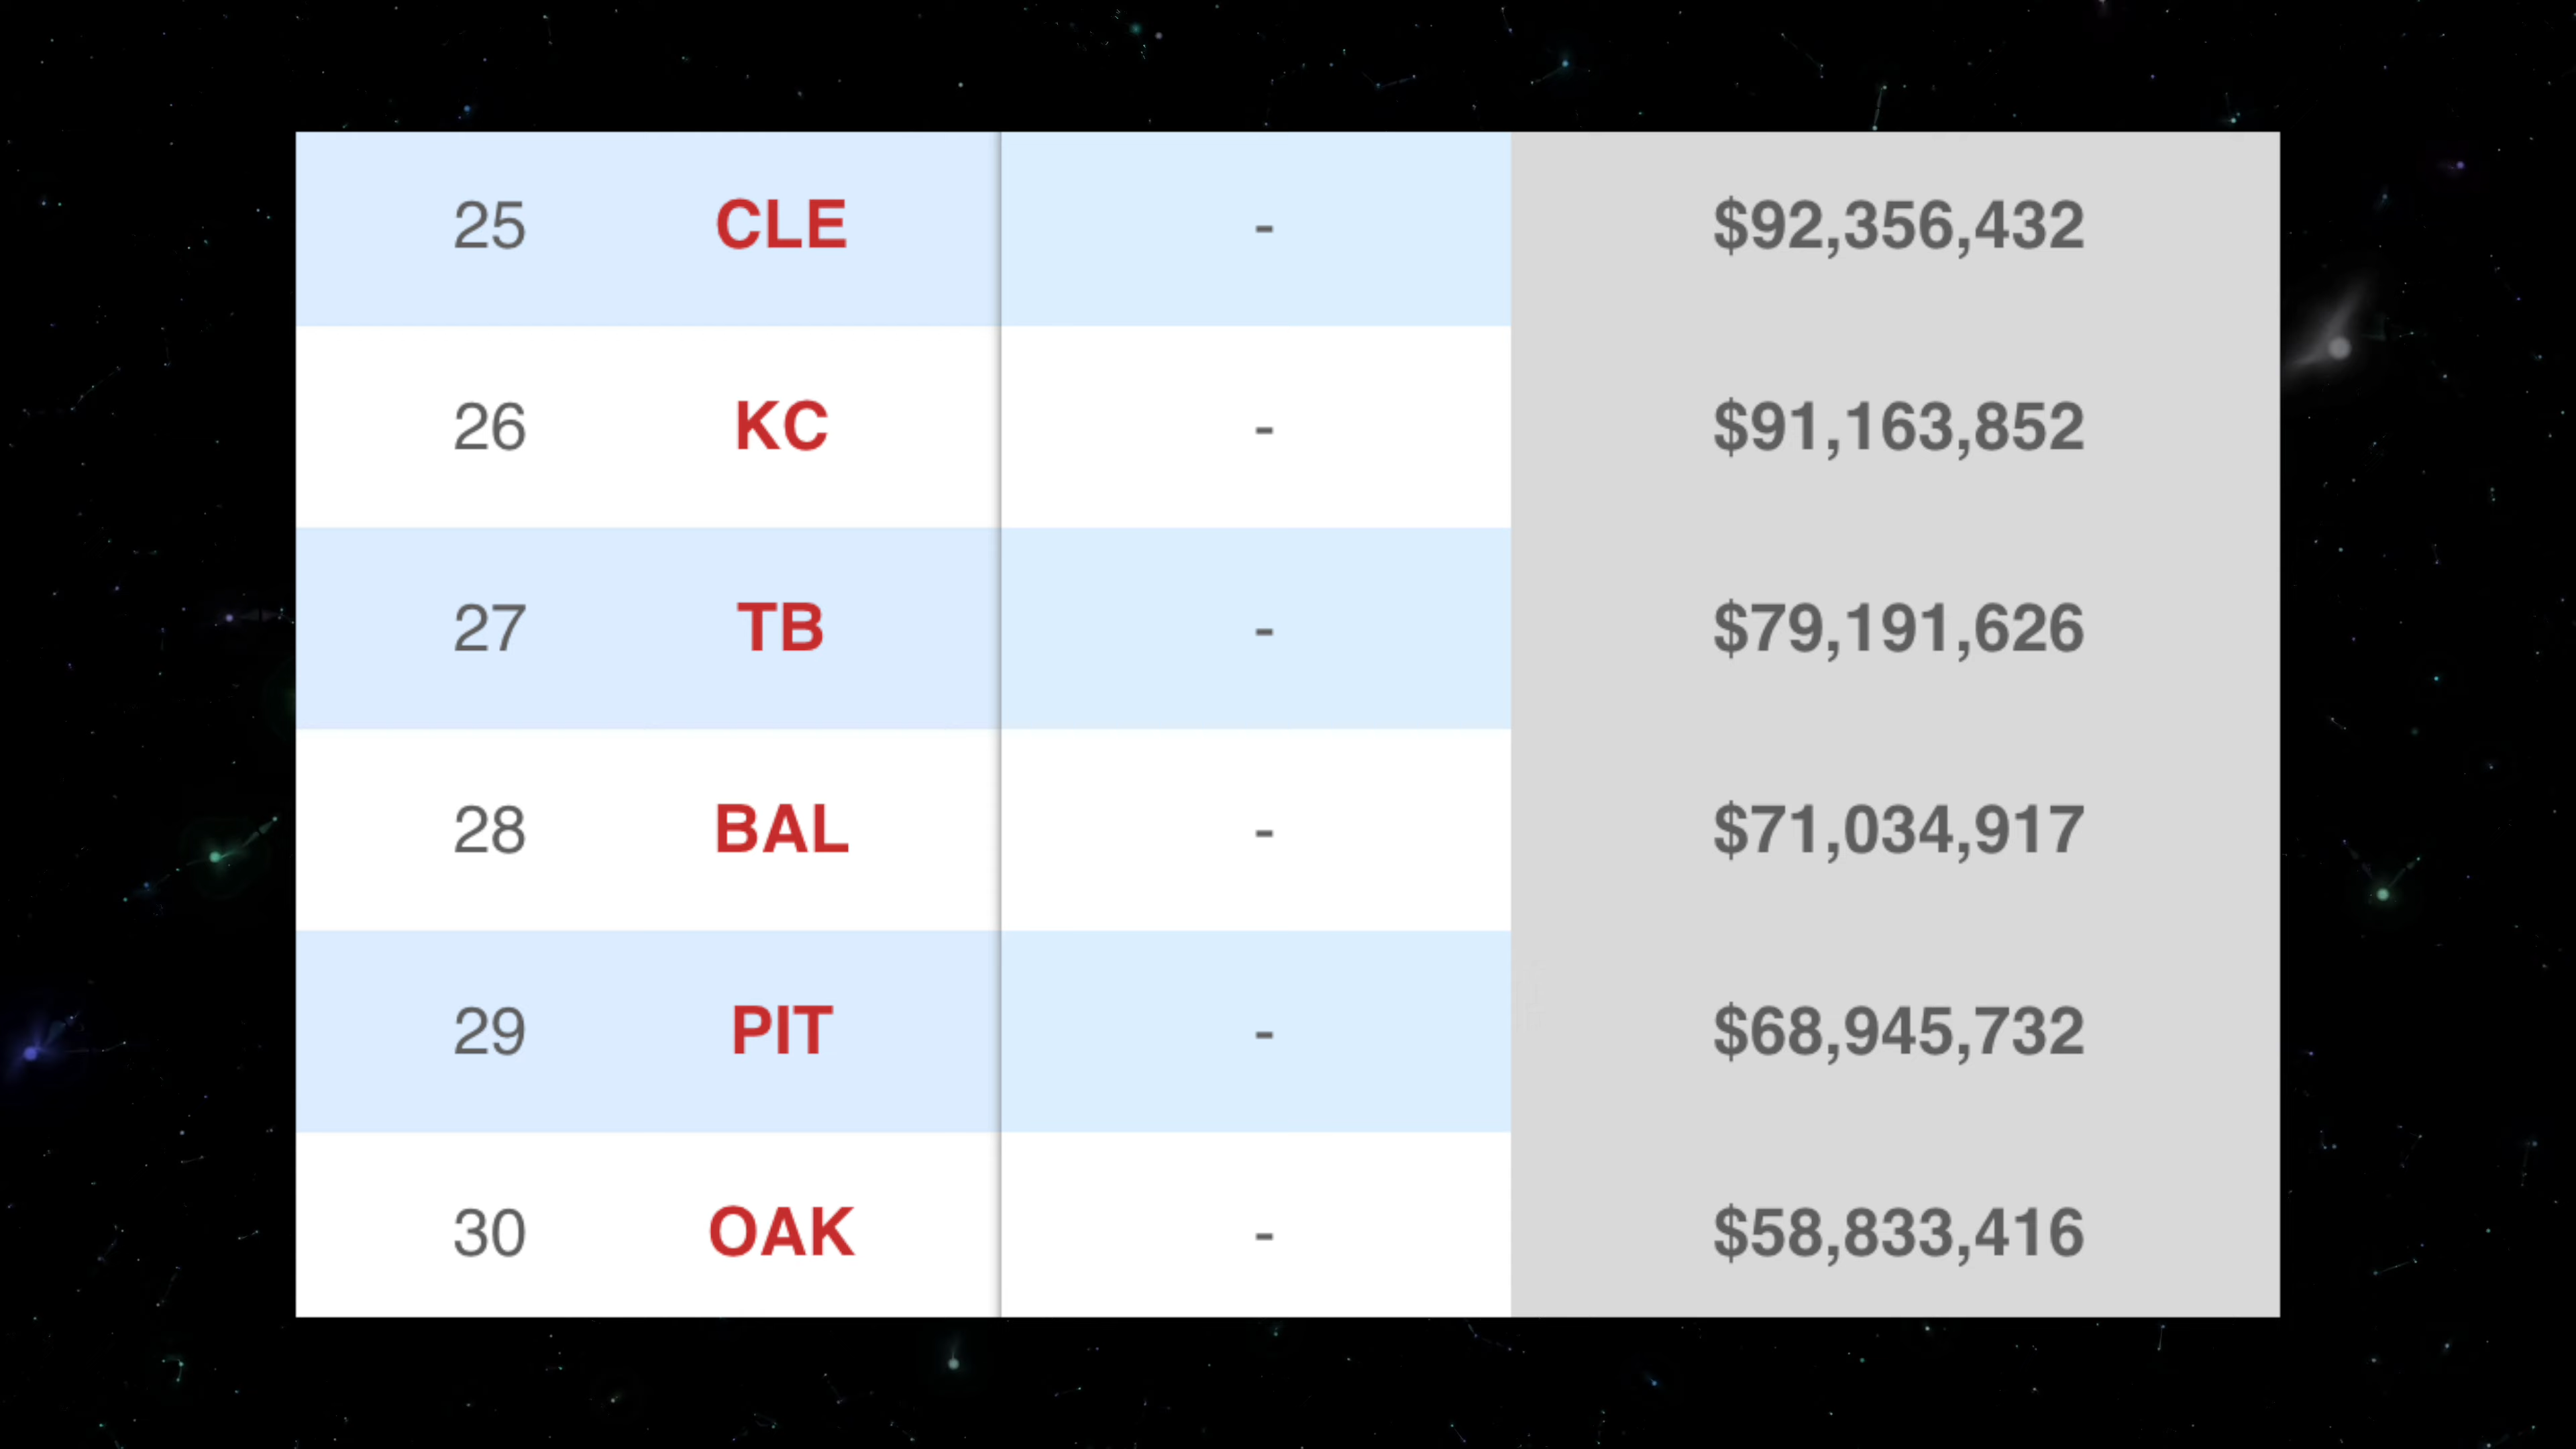 25 CLE - $92,356,432
26 KC - $91,163,852
27 TB - $79,191,626
28 BAL - $71,034,917
29 PIT - $68,945,732
30 OAK - $58,833,416